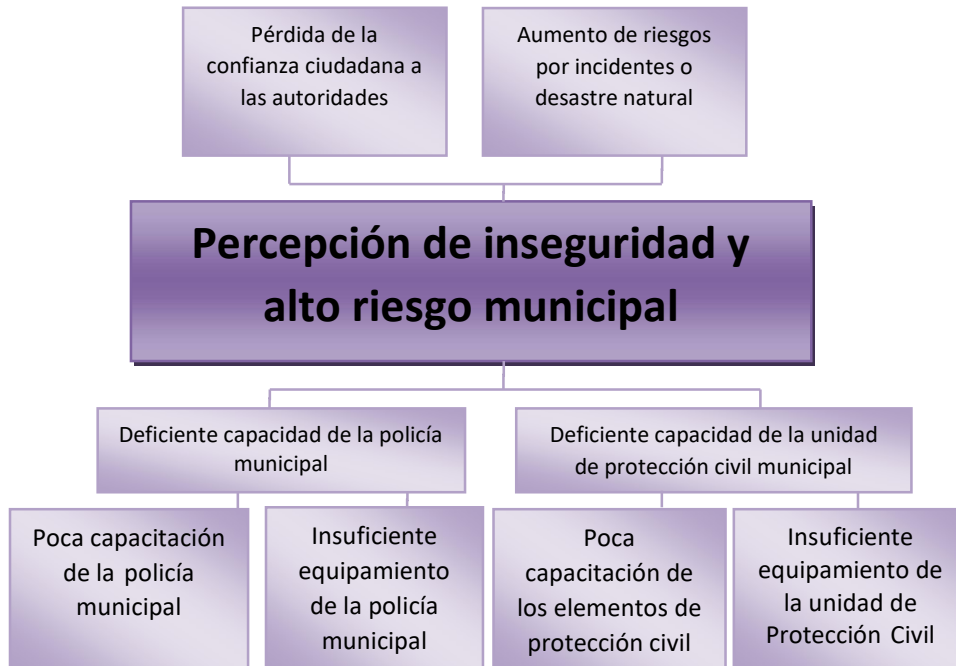 Pérdida de la
confianza ciudadana a
las autoridades
Aumento de riesgos
por incidentes o
desastre natural
Percepción de inseguridad y
alto riesgo municipal
Deficiente capacidad de la policía
municipal
Deficiente capacidad de la unidad
de protección civil municipal
Poca capacitación
de la policía
municipal
Insuficiente
equipamiento
de la policía
municipal
Poca
capacitación de
los elementos de
protección civil
Insuficiente
equipamiento de
la unidad de
Protección Civil